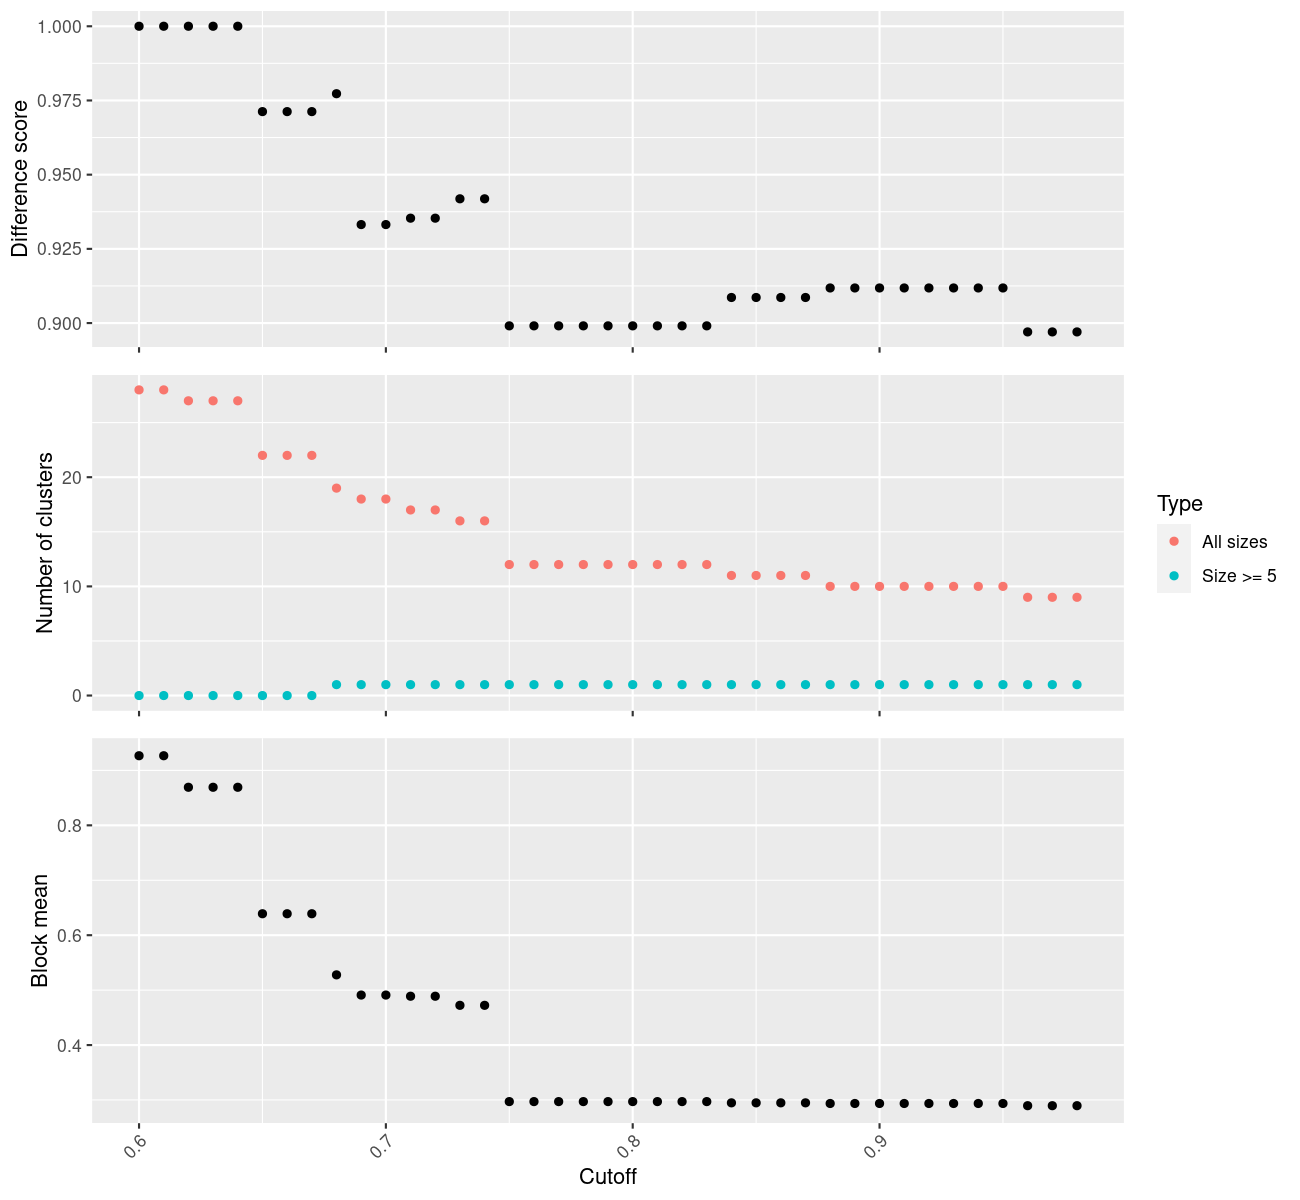 Difference score
1.000
0.975
0.950
0.925
0.900
Number of clusters
20
10
0
Type
All sizes
Size >= 5
Block mean
0.8
0.6
0.4
0.6
0.7
0.8
0.9
Cutoff